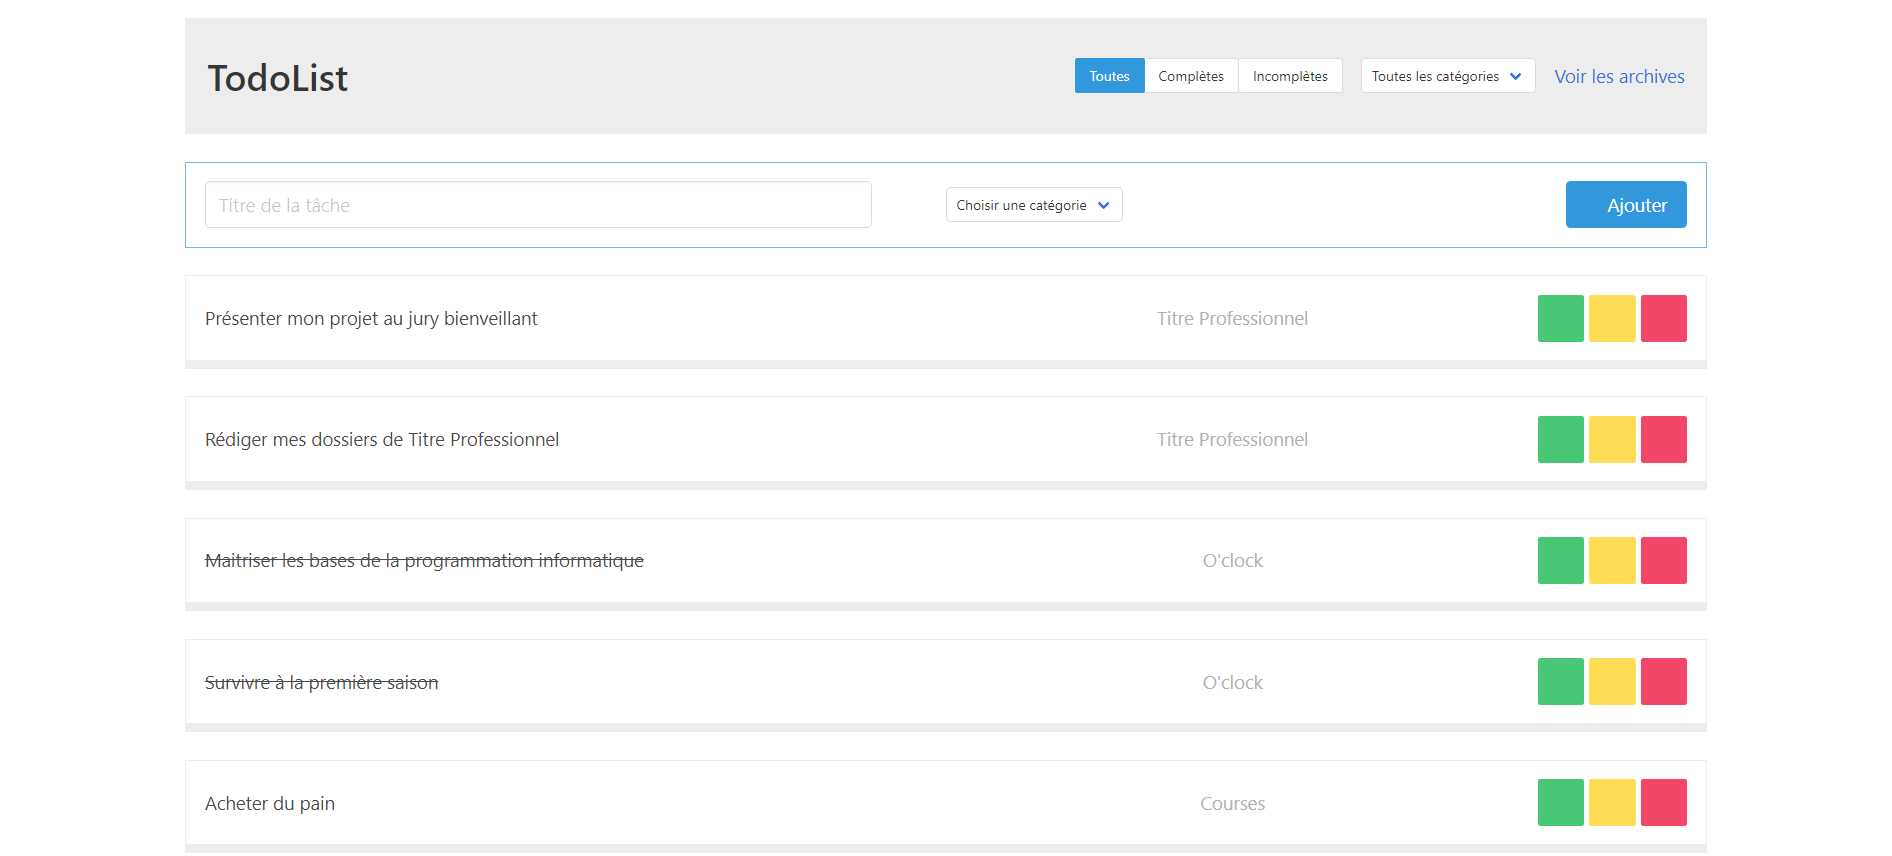 TodoList
Toutes Complètes Incomplètes Toutes les catégories Voir les archives
Titre de la tâche Choisir une catégorie Ajouter
Présenter mon projet au jury bienveillant Titre Professionnel
Rédiger mes dossiers de Titre Professionnel Titre Professionnel
Maitriser les bases de la programmation informatique O'clock
Survivre à la première saison O'clock
Acheter du pain Courses